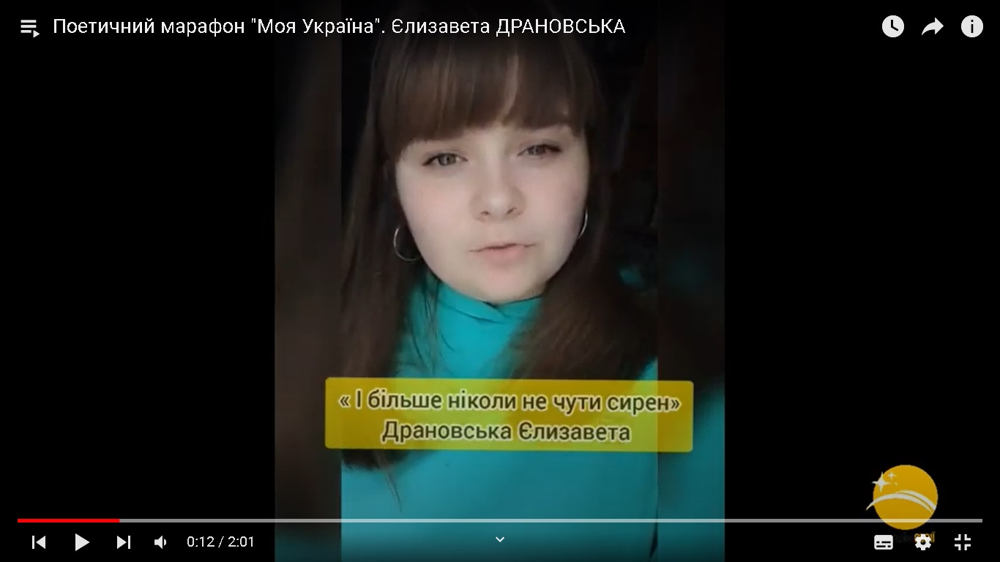 Поетичний марафон "Моя Україна". Єлизавета ДРАНОВСЬКА
« І більше ніколи не чути сирен»
Драновська Єлизавета
0:12 / 2:01